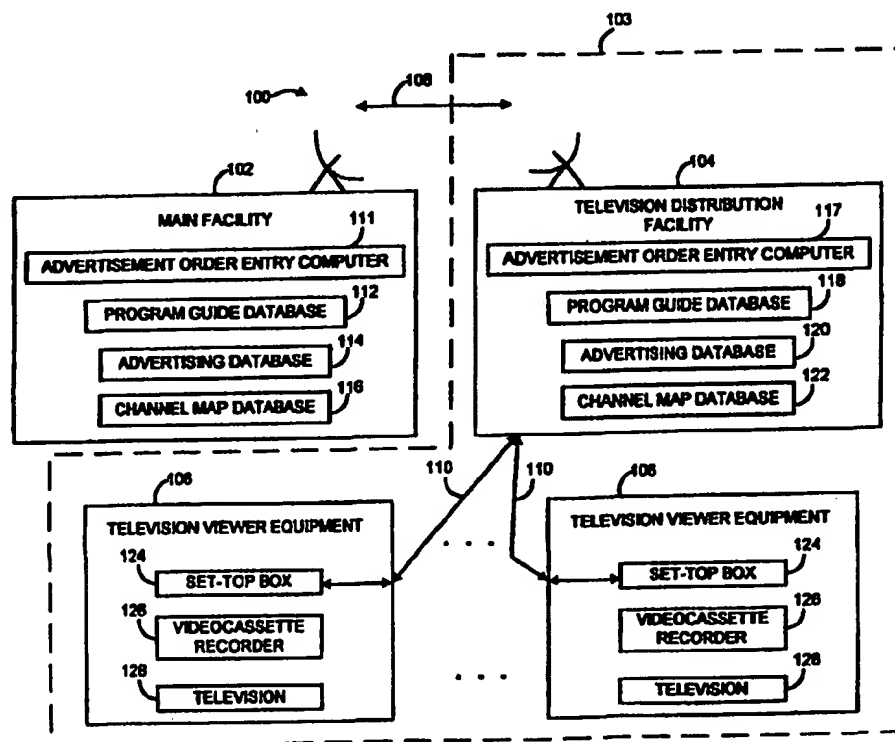 103
108
100
102
104
MAIN FACILITY
TELEVISION DISTRIBUTION
FACILITY
111
117
ADVERTISEMENT ORDER ENTRY COMPUTER
ADVERTISEMENT ORDER ENTRY COMPUTER
112
118
PROGRAM GUIDE DATABASE
PROGRAM GUIDE DATABASE
114
120
ADVERTISING DATABASE
ADVERTISING DATABASE
116
122
CHANNEL MAP DATABASE
CHANNEL MAP DATABASE
110
110
106
106
TELEVISION VIEWER EQUIPMENT
TELEVISION VIEWER EQUIPMENT
124
124
SET-TOP BOX
SET-TOP BOX
126
126
VIDEOCASSETTE
RECORDER
VIDEOCASSETTE
RECORDER
128
128
TELEVISION
TELEVISION